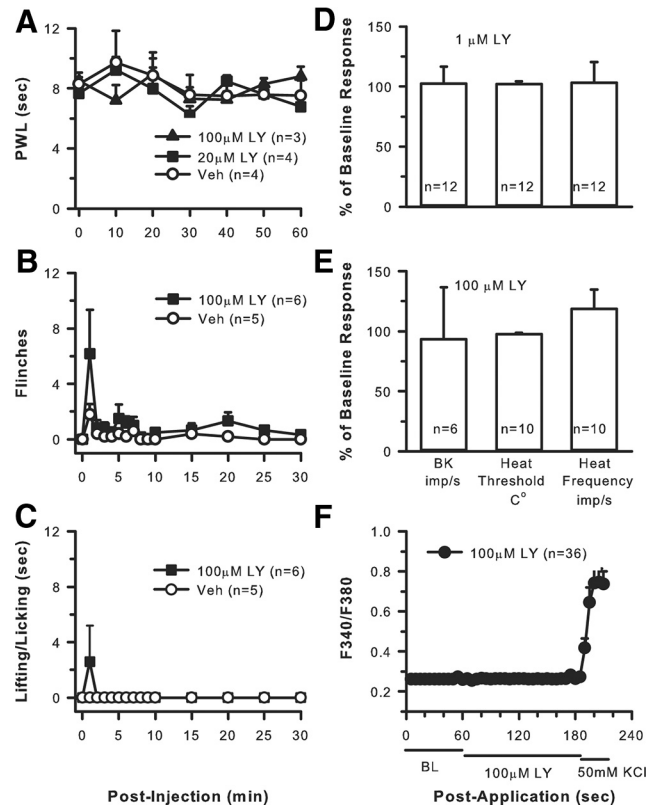 A
12
8
4
0
PWL (sec)
100µM LY (n=3)
20µM LY (n=4)
Veh (n=4)
0 10 20 30 40 50 60
B
12
8
4
0
Flinches
100µM LY (n=6)
Veh (n=5)
0 5 10 15 20 25 30
C
12
8
4
0
Lifting/Licking (sec)
100µM LY (n=6)
Veh (n=5)
0 5 10 15 20 25 30
Post-Injection (min)
D
150
100
50
0
% of Baseline Response
1 µM LY
n=12 n=12 n=12
E
150
100
50
0
% of Baseline Response
100 µM LY
n=6 n=10 n=10
BK
imp/s
Heat
Threshold
C°
Heat
Frequency
imp/s
F
1.0
0.8
0.6
0.4
0.2
F340/F380
100µM LY (n=36)
0 60 120 180 240
BL
100µM LY
50mM KCl
Post-Application (sec)